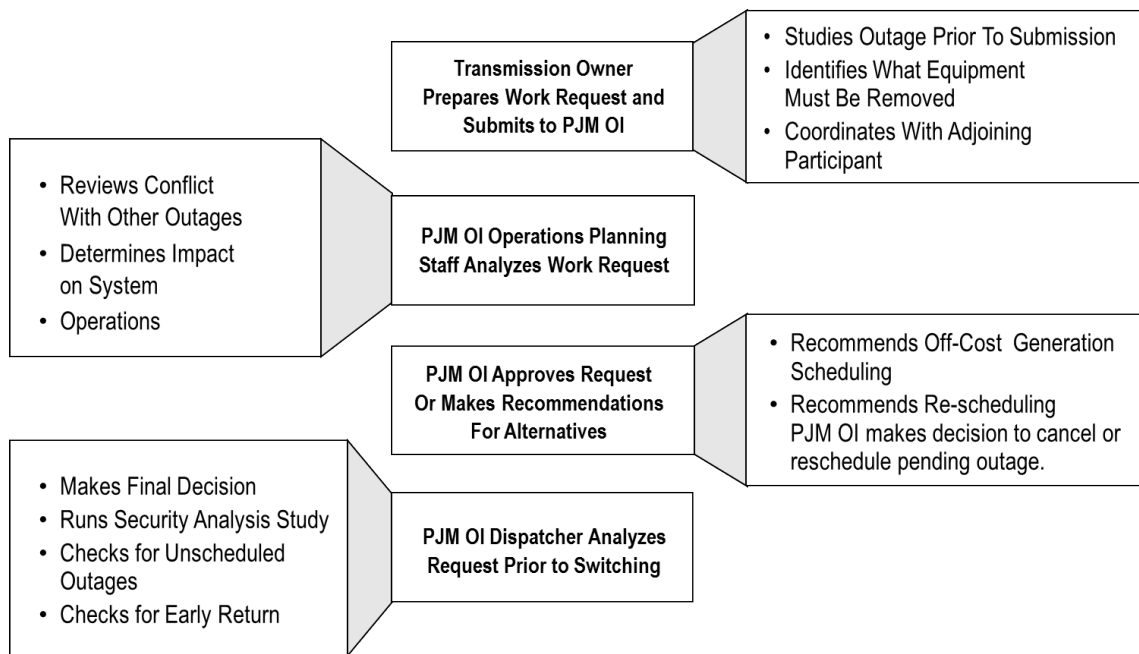 Transmission Owner
Prepares Work Request and
Submits to PJM OI
• Studies Outage Prior To Submission
• Identifies What Equipment
Must Be Removed
• Coordinates With Adjoining
Participant
• Reviews Conflict
With Other Outages
• Determines Impact
on System
• Operations
PJM OI Operations Planning
Staff Analyzes Work Request
PJM OI Approves Request
Or Makes Recommendations
For Alternatives
• Recommends Off-Cost Generation
Scheduling
• Recommends Re-scheduling
PJM OI makes decision to cancel or
reschedule pending outage.
• Makes Final Decision
• Runs Security Analysis Study
• Checks for Unscheduled
Outages
• Checks for Early Return
PJM OI Dispatcher Analyzes
Request Prior to Switching